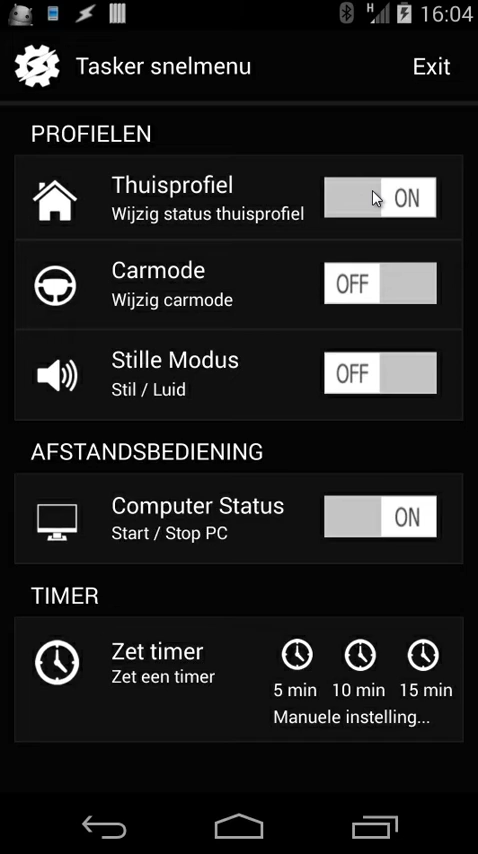 H 16:04
Tasker snelmenu Exit
PROFIELEN
Thuisprofiel
Wijzig status thuisprofiel
ON
Carmode
Wijzig carmode
OFF
Stille Modus
Stil / Luid
OFF
AFSTANDSBEDIENING
Computer Status
Start / Stop PC
ON
TIMER
Zet timer
Zet een timer
5 min 10 min 15 min
Manuele instelling...